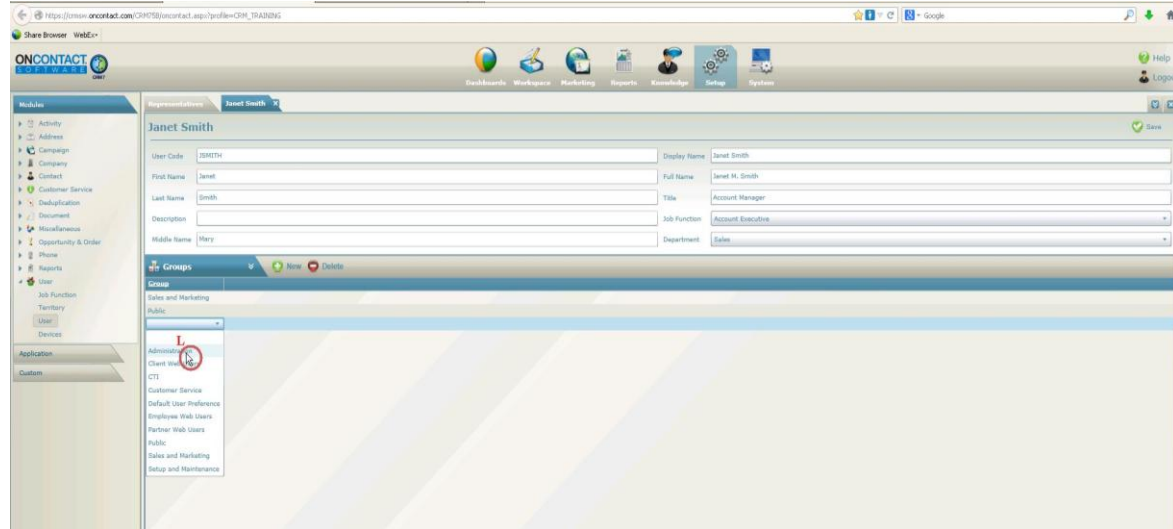 https://crmsw.oncontact.com/CRM75B/oncontact.aspx?profile=CRM_TRAINING
Google
Share Browser WebEx
ONCONTACT
SOFTWARE
CRM7
Dashboards Workspace Marketing Reports Knowledge Setup System
Help
Logo
Modules
Activity
Address
Campaign
Company
Contact
Customer Service
Deduplication
Document
Miscellaneous
Opportunity & Order
Phone
Reports
User
Job Function
Territory
User
Devices
Application
Custom
Representatives Janet Smith X
Janet Smith
Save
User Code JSMITH Display Name Janet Smith
First Name Janet Full Name Janet M. Smith
Last Name Smith Title Account Manager
Description Job Function Account Executive
Middle Name Mary Department Sales
Groups New Delete
Group
Sales and Marketing
Public
L
Administration
Client Web
CTI
Customer Service
Default User Preference
Employee Web Users
Partner Web Users
Public
Sales and Marketing
Setup and Maintenance